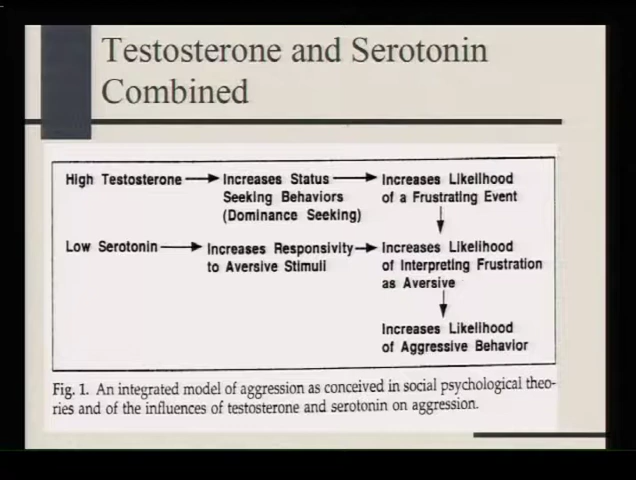 Testosterone and Serotonin
Combined
High Testosterone
Increases Status
Seeking Behaviors
(Dominance Seeking)
Increases Likelihood
of a Frustrating Event
Low Serotonin
Increases Responsivity
to Aversive Stimuli
Increases Likelihood
of Interpreting Frustration
as Aversive
Increases Likelihood
of Aggressive Behavior
Fig. 1. An integrated model of aggression as conceived in social psychological theo-
ries and of the influences of testosterone and serotonin on aggression.